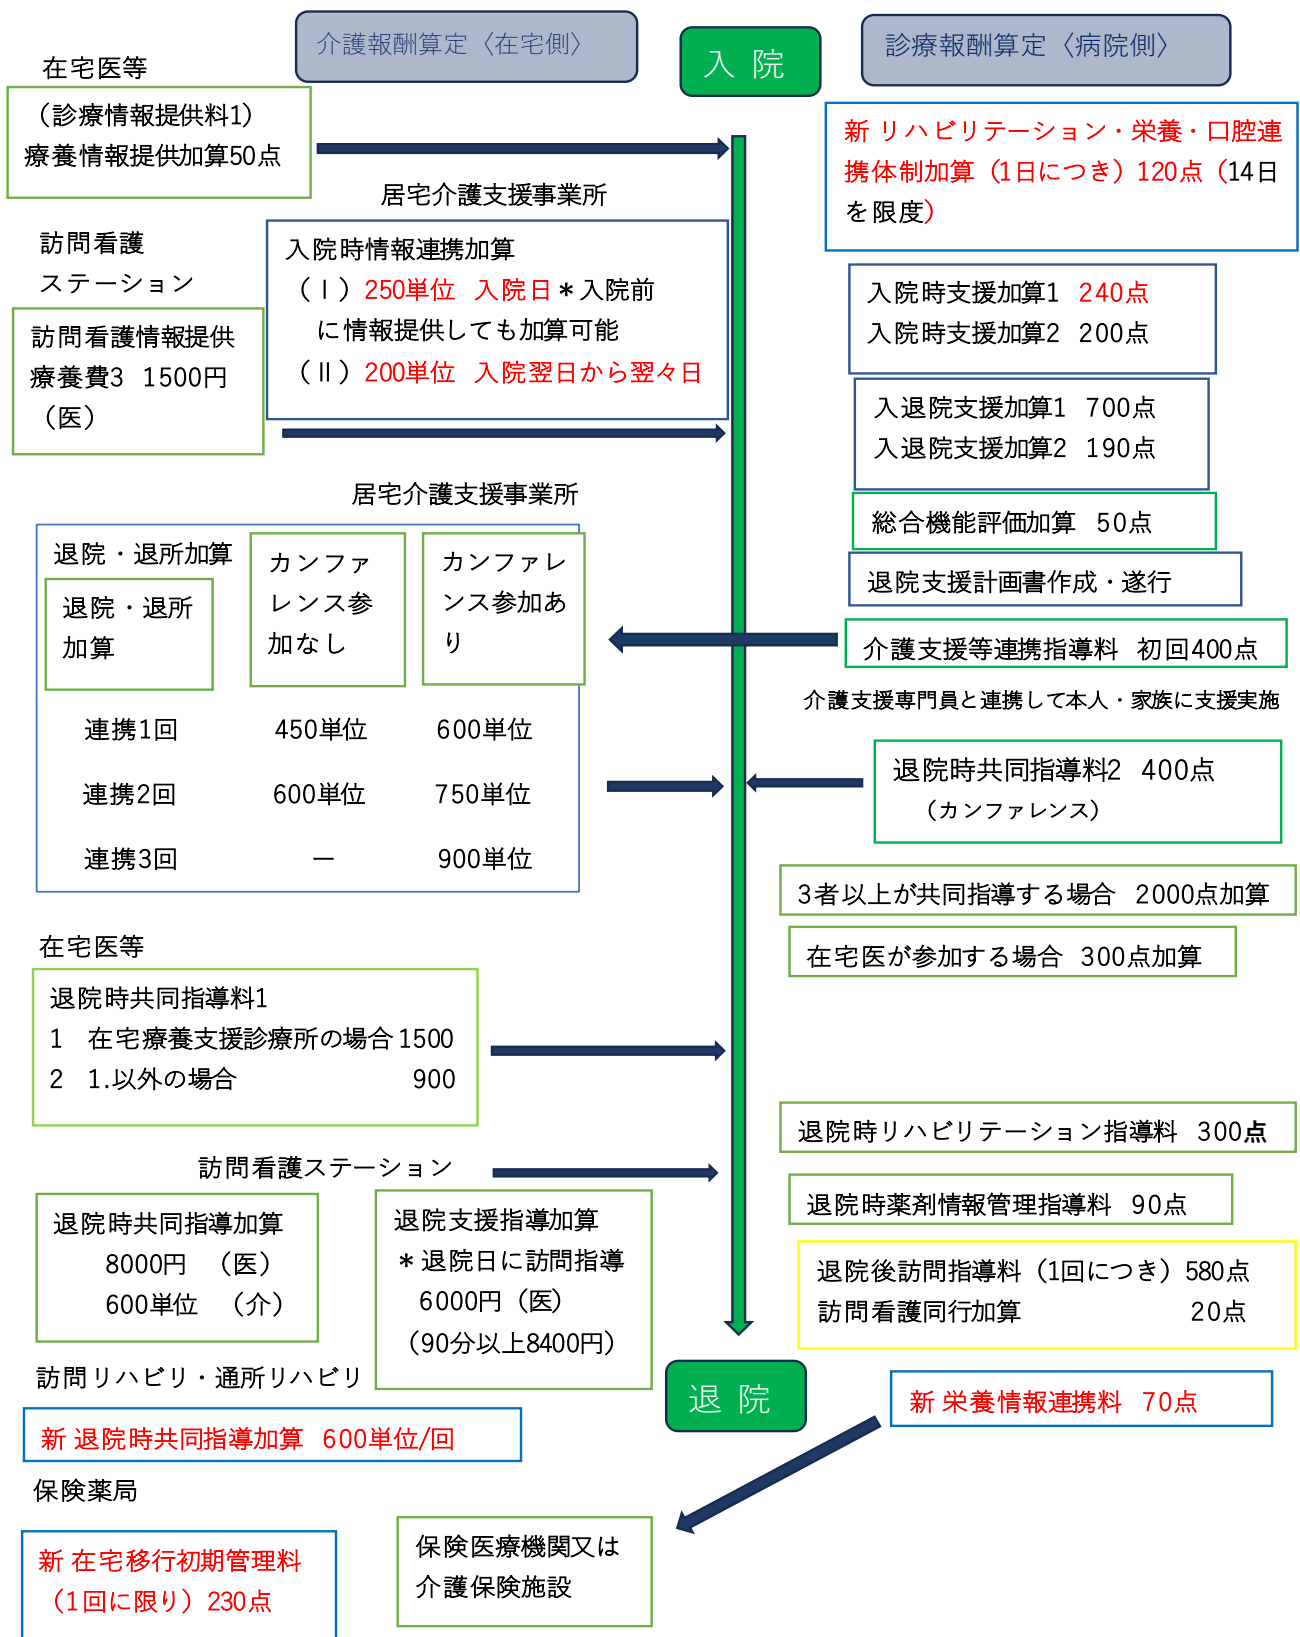 介護報酬算定〈在宅側〉
入 院
診療報酬算定〈病院側〉
在宅医等
（診療情報提供料1）
療養情報提供加算50点
新 リハビリテーション・栄養・口腔連
携体制加算（1日につき）120点（14日
を限度）
居宅介護支援事業所
入院時情報連携加算
（Ⅰ）250単位 入院日＊入院前
に情報提供しても加算可能
（Ⅱ）200単位 入院翌日から翌々日
訪問看護
ステーション
訪問看護情報提供
療養費3 1500円
（医）
入院時支援加算1 240点
入院時支援加算2 200点
入退院支援加算1 700点
入退院支援加算2 190点
総合機能評価加算 50点
退院支援計画書作成・遂行
介護支援等連携指導料 初回400点
介護支援専門員と連携して本人・家族に支援実施
居宅介護支援事業所
退院・退所加算
退院・退所
加算
カンファ
レンス参
加なし
カンファレ
ンス参加あ
り
連携1回 450単位 600単位
連携2回 600単位 750単位
連携3回 ー 900単位
退院時共同指導料2 400点
（カンファレンス）
3者以上が共同指導する場合 2000点加算
在宅医が参加する場合 300点加算
在宅医等
退院時共同指導料1
1 在宅療養支援診療所の場合 1500
2 1.以外の場合 900
退院時リハビリテーション指導料 300点
退院時薬剤情報管理指導料 90点
退院後訪問指導料（1回につき）580点
訪問看護同行加算 20点
訪問看護ステーション
退院時共同指導加算
8000円 （医）
600単位 （介）
退院支援指導加算
＊退院日に訪問指導
6000円（医）
（90分以上8400円）
退 院
新 栄養情報連携料 70点
訪問リハビリ・通所リハビリ
新 退院時共同指導加算 600単位/回
保険薬局
新 在宅移行初期管理料
（1回に限り）230点
保険医療機関又は
介護保険施設